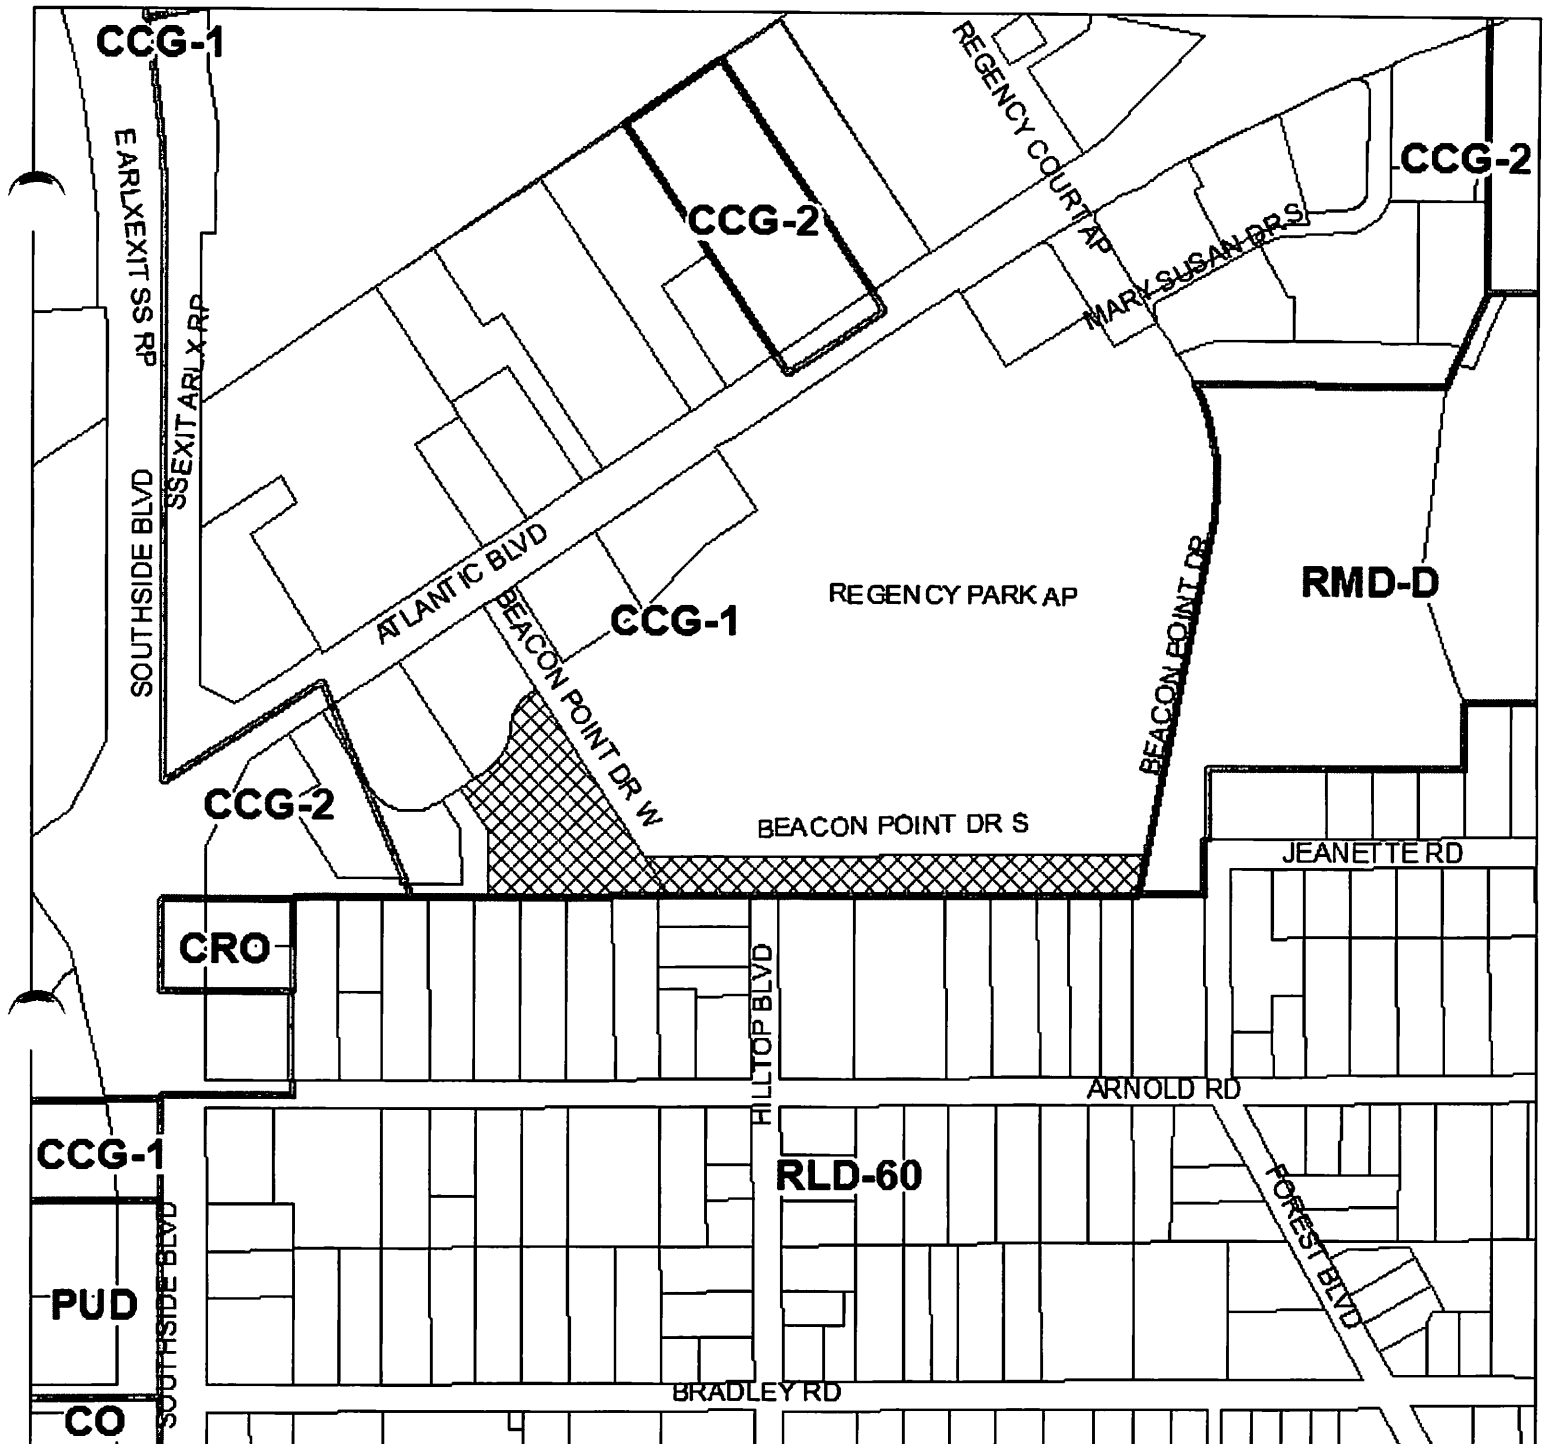 CCG-1
REGENCY COURT AP
E ARLXEXIT SS RP
CCG-2
CCG-2
MARY SUSAN DR S
SSEXIT ARLX RP
SOUTHSIDE BLVD
ATLANTIC BLVD
BEACON POINT DR W
CCG-1
REGENCY PARK AP
BEACON POINT DR
RMD-D
CCG-2
BEACON POINT DR S
JEANETTE RD
CRO
HILLTOP BLVD
ARNOLD RD
CCG-1
RLD-60
FOREST BLVD
SOUTHSIDE BLVD
PUD
BRADLEY RD
CO